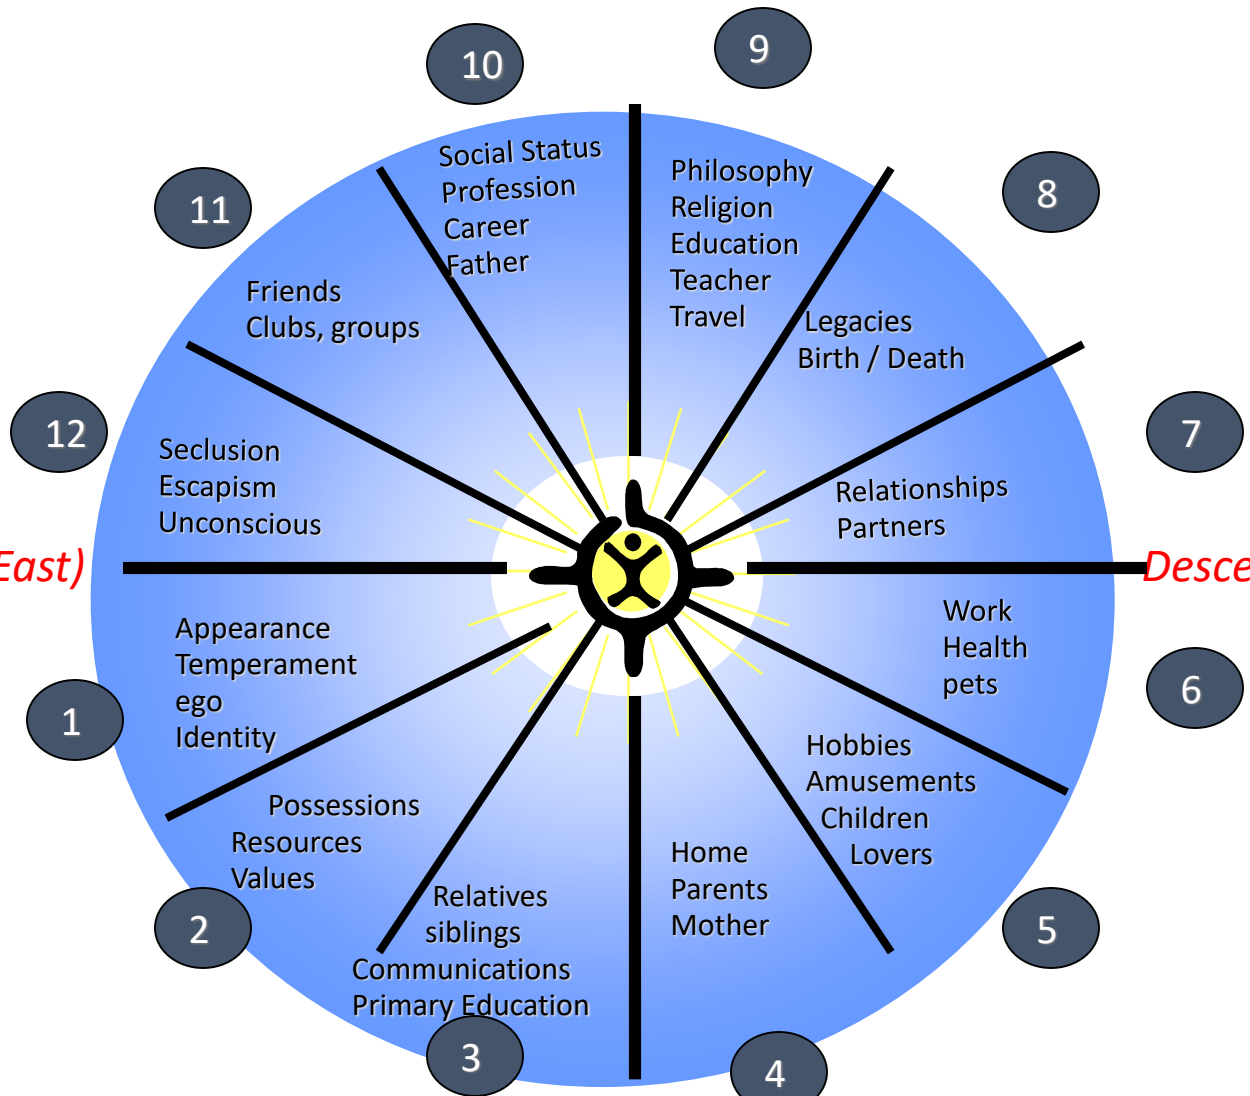 10
9
Social Status
Profession
Career
Father
Philosophy
Religion
Education
Teacher
Travel
8
11
Friends
Clubs, groups
Legacies
Birth / Death
12
7
Seclusion
Escapism
Unconscious
Relationships
Partners
East)
Desce
Appearance
Temperament
ego
Identity
Work
Health
pets
1
6
Possessions
Resources
Values
Hobbies
Amusements
Children
Lovers
2
5
Relatives
siblings
Communications
Primary Education
Home
Parents
Mother
3
4